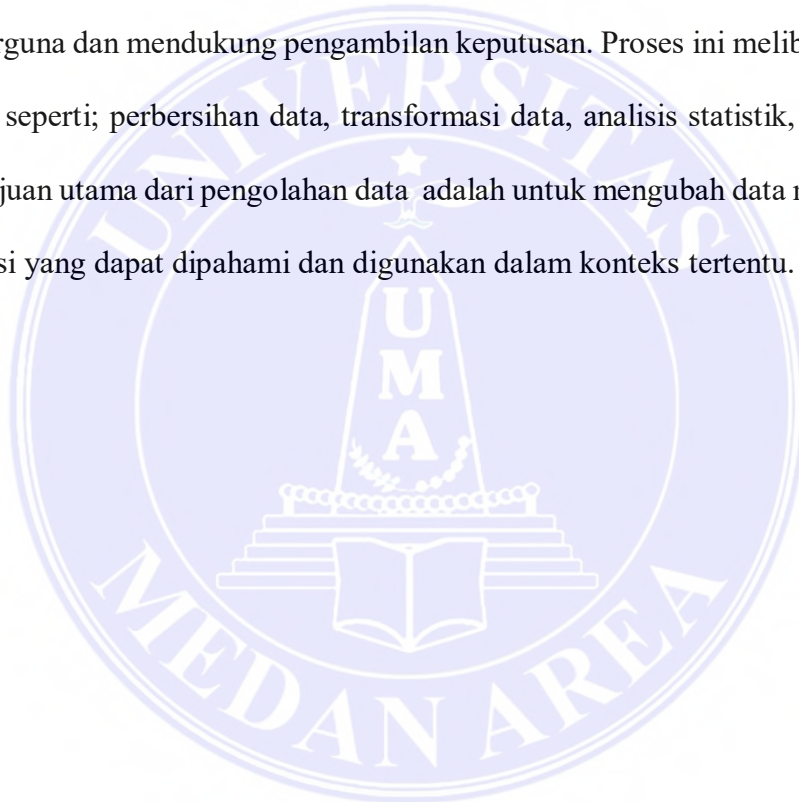 rguna dan mendukung pengambilan keputusan. Proses ini melib
seperti; perbersihan data, transformasi data, analisis statistik,
juan utama dari pengolahan data adalah untuk mengubah data
si yang dapat dipahami dan digunakan dalam konteks tertentu.
UNIVERSITAS
UMA
MEDAN AREA